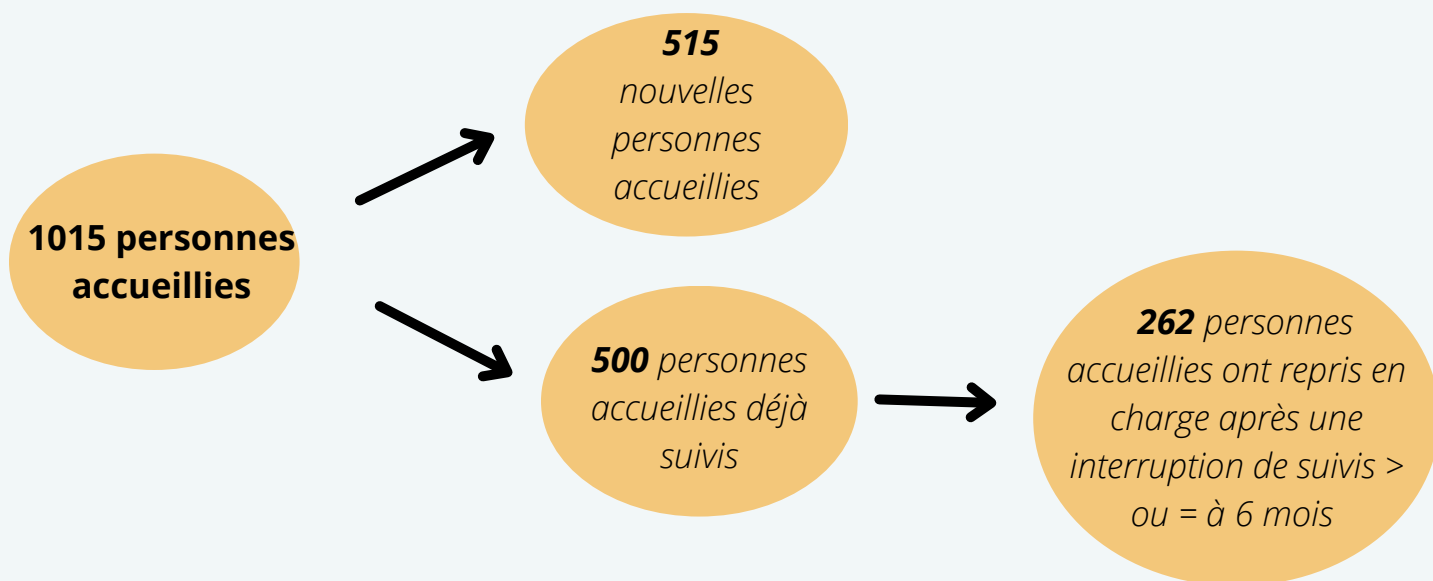 1015 personnes
accueillies
515
nouvelles
personnes
accueillies
500 personnes
accueillies déjà
suivis
262 personnes
accueillies ont repris en
charge après une
interruption de suivis >
ou = à 6 mois